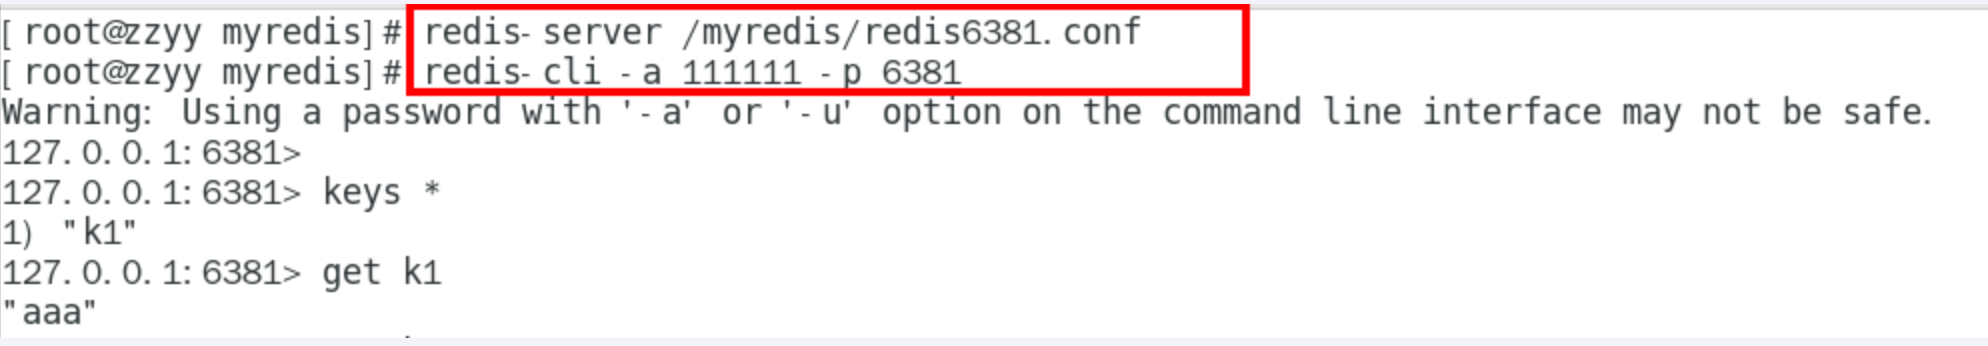 [root@zzyy myredis]# redis-server /myredis/redis6381.conf
[root@zzyy myredis]# redis-cli -a 111111 -p 6381
Warning: Using a password with '-a' or '-u' option on the command line interface may not be safe.
127.0.0.1:6381>
127.0.0.1:6381> keys *
1) "k1"
127.0.0.1:6381> get k1
"aaa"